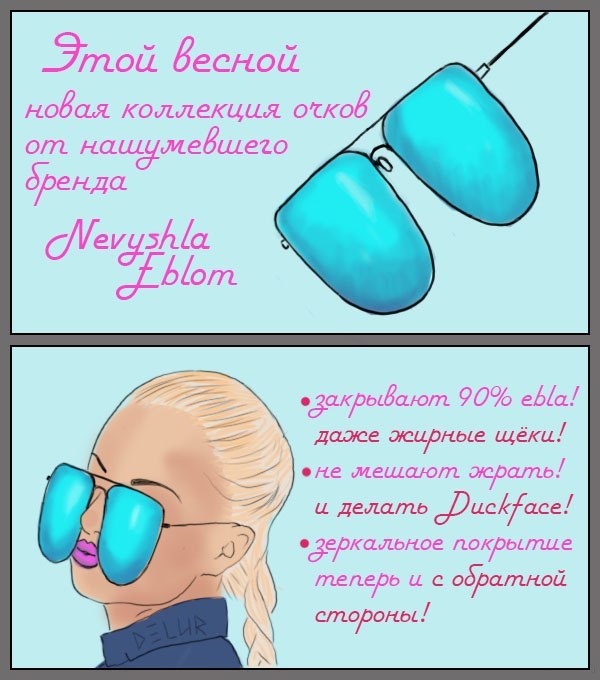 Этой весной
новая коллекция очков
от нашумевшего
бренда
Nevyshla
Eblom
•закрывают 90% ebla!
даже жирные щёки!
•не мешают жрать!
и делать Duckface!
•зеркальное покрытие
теперь и с обратной
стороны!
DELUR